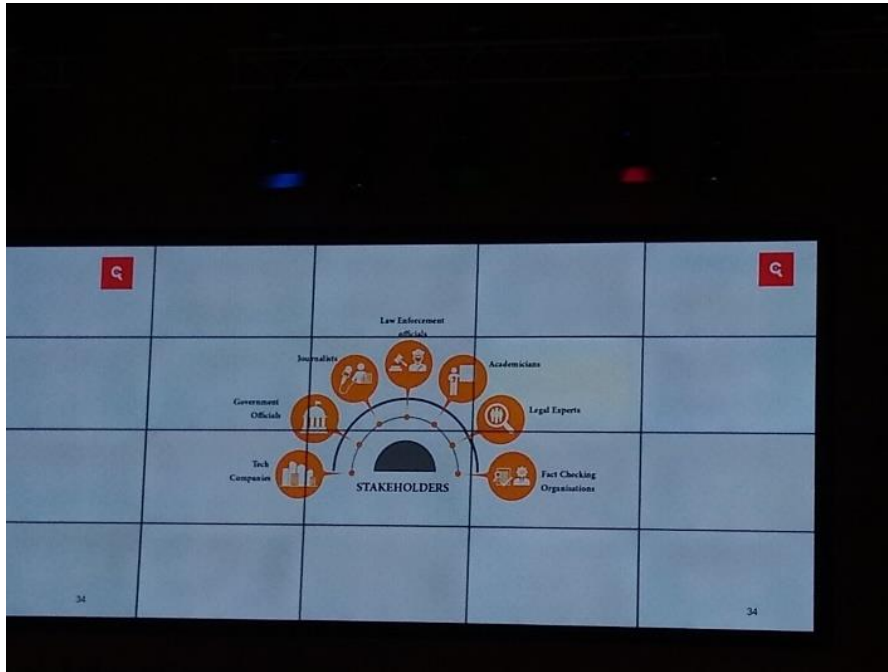 Law Enforcement
officials
Journalists
Academicians
Government
Officials
Legal Experts
Tech
Companies
Fact Checking
Organisations
STAKEHOLDERS
34
34